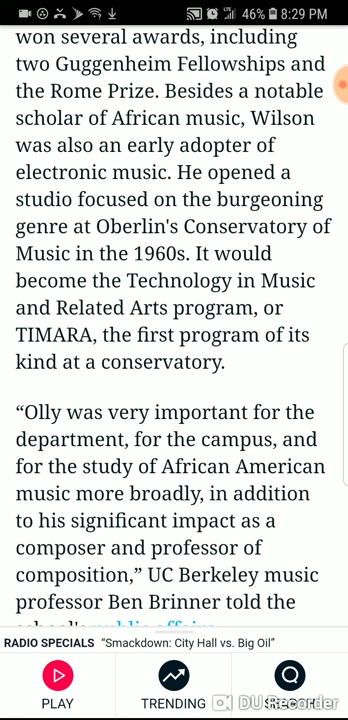 46% 8:29 PM
won several awards, including
two Guggenheim Fellowships and
the Rome Prize. Besides a notable
scholar of African music, Wilson
was also an early adopter of
electronic music. He opened a
studio focused on the burgeoning
genre at Oberlin's Conservatory of
Music in the 1960s. It would
become the Technology in Music
and Related Arts program, or
TIMARA, the first program of its
kind at a conservatory.
“Olly was very important for the
department, for the campus, and
for the study of African American
music more broadly, in addition
to his significant impact as a
composer and professor of
composition,” UC Berkeley music
professor Ben Brinner told the
school's public affairs
RADIO SPECIALS “Smackdown: City Hall vs. Big Oil”
PLAY TRENDING
DU Recorder